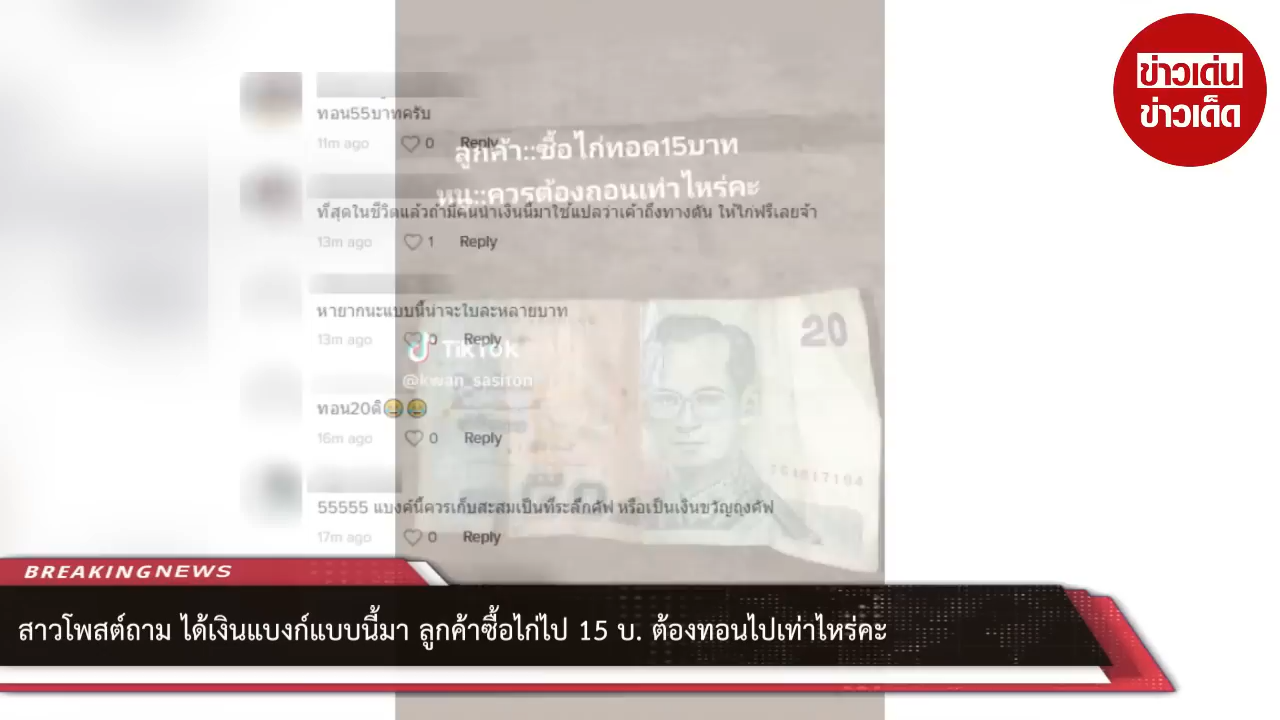 ข่าวเด่น
ข่าวเด็ด
ทอน55บาทครับ
11m ago 0 Reply
ลูกค้า::ซื้อไก่ทอด15บาท
หนู::ควรต้องถอนเท่าไหร่คะ
ที่สุดในชีวิตแล้วถ้ามีคนนำเงินนี้มาใช้แปลว่าเค้าถึงทางตัน ให้ไก่ฟรีเลยจ้า
13m ago 1 Reply
หายากนะแบบนี้น่าจะใบละหลายบาท
13m ago 0 Reply
20
TikTok
@kwan_sasiton
ทอน20ดิ😂😂
16m ago 0 Reply
55555 แบงค์นี้ควรเก็บสะสมเป็นที่ระลึกคัฟ หรือเป็นเงินขวัญถุงคัฟ
17m ago 0 Reply
BREAKINGNEWS
สาวโพสต์ถาม ได้เงินแบงก์แบบนี้มา ลูกค้าซื้อไก่ไป 15 บ. ต้องทอนไปเท่าไหร่คะ